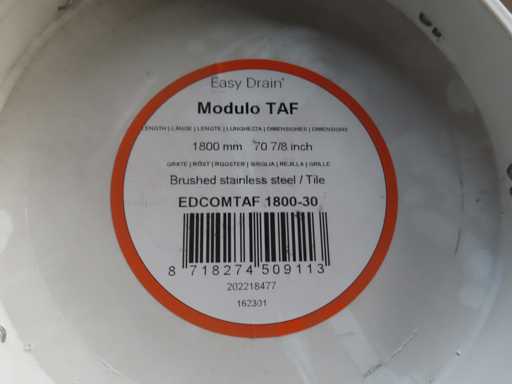 Easy Drain®
Modulo TAF
LENGTH | LÄNGE | LENGTE | LUNGHEZZA | DIMENSIONES | DIMENSIONS
1800 mm 70 7/8 inch
GRATE | ROST | ROOSTER | GRIGLIA | REJILLA | GRILLE
Brushed stainless steel / Tile
EDCOMTAF 1800-30
8 718274 509113
202218477
162301